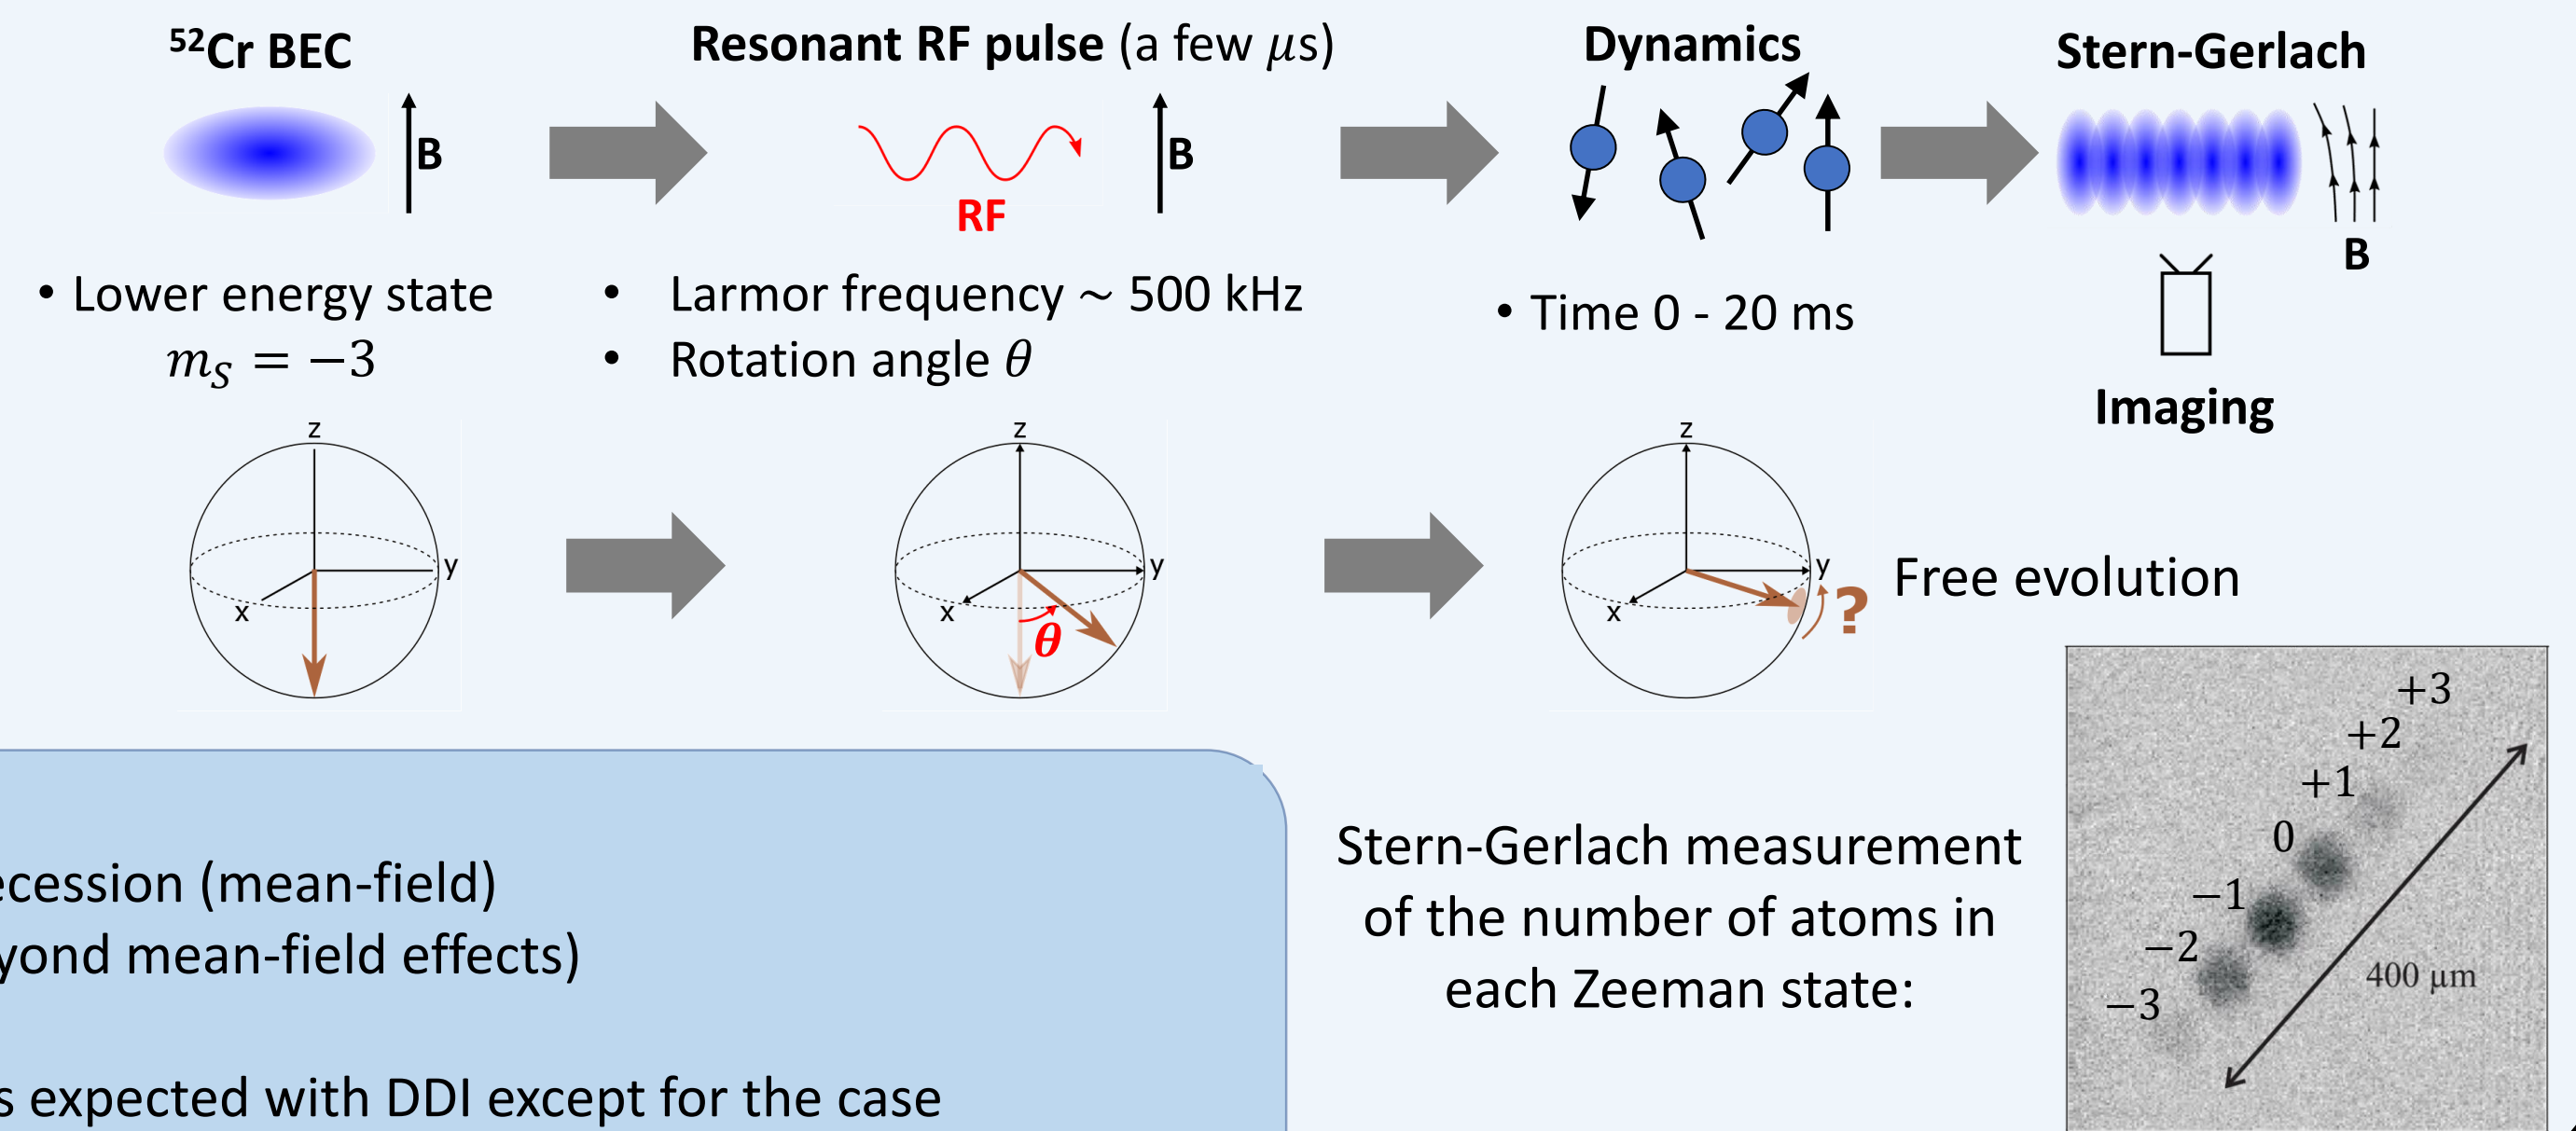 ⁵²Cr BEC
B
• Lower energy state
m_S = −3
Resonant RF pulse (a few μs)
B
RF
• Larmor frequency ~ 500 kHz
• Rotation angle θ
Dynamics
• Time 0 - 20 ms
Stern-Gerlach
B
Imaging
z
y
x
z
y
x
θ
z
y
x
?
Free evolution
(mean-field)
mean-field effects)
expected with DDI except for the case
Stern-Gerlach measurement
of the number of atoms in
each Zeeman state:
+3
+2
+1
0
−1
−2
−3
400 μm